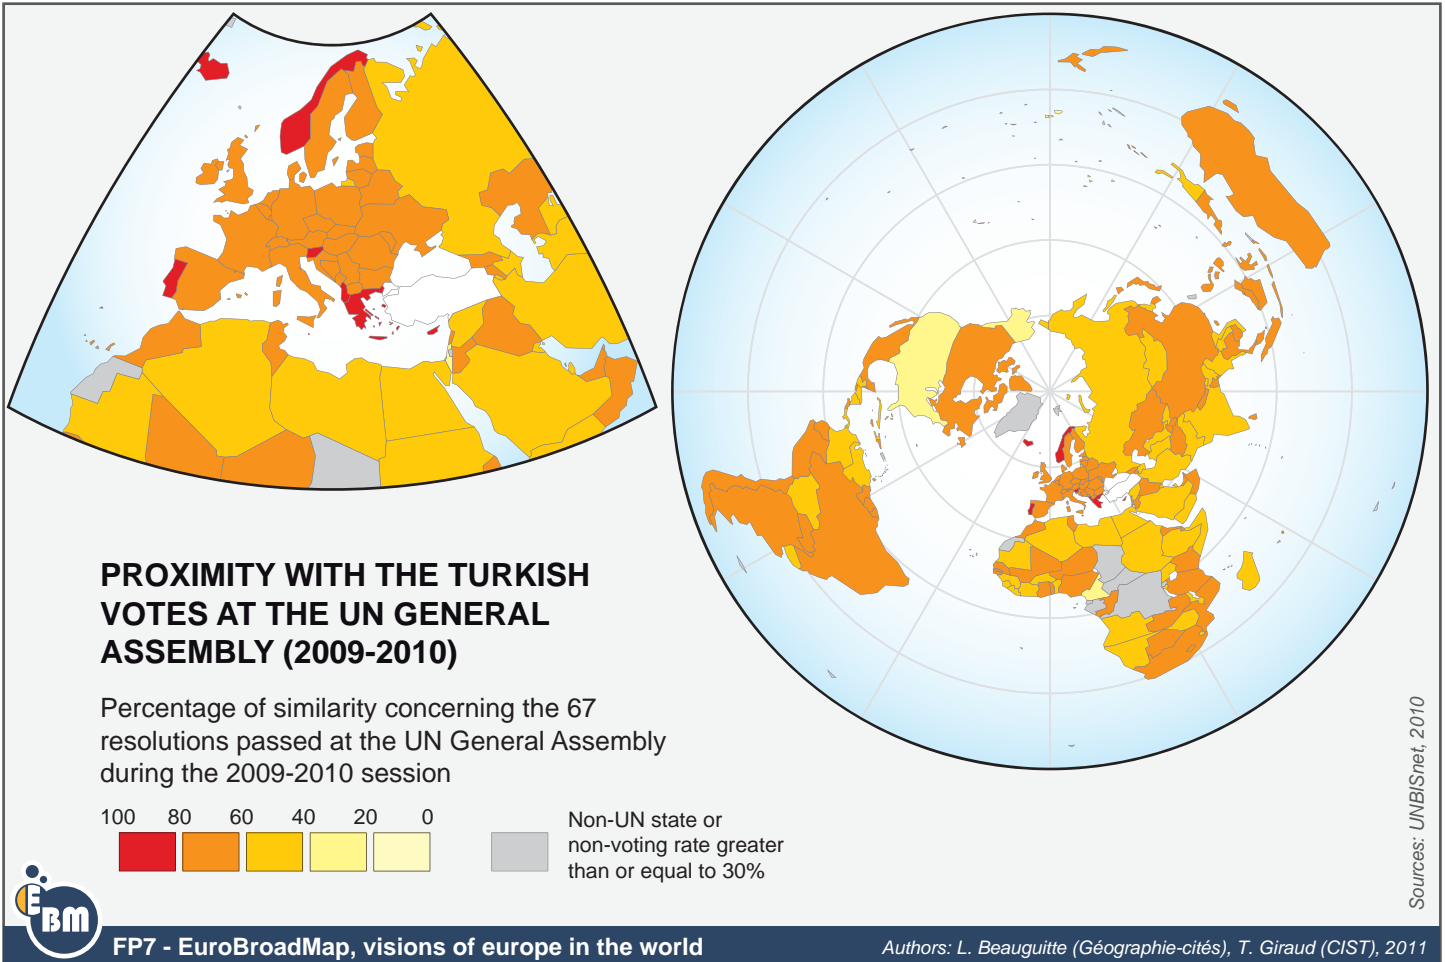 PROXIMITY WITH THE TURKISH
VOTES AT THE UN GENERAL
ASSEMBLY (2009-2010)
Percentage of similarity concerning the 67
resolutions passed at the UN General Assembly
during the 2009-2010 session
100 80 60 40 20 0
Non-UN state or
non-voting rate greater
than or equal to 30%
Sources: UNBISnet, 2010
EBM
FP7 - EuroBroadMap, visions of europe in the world
Authors: L. Beauguitte (Géographie-cités), T. Giraud (CIST), 2011